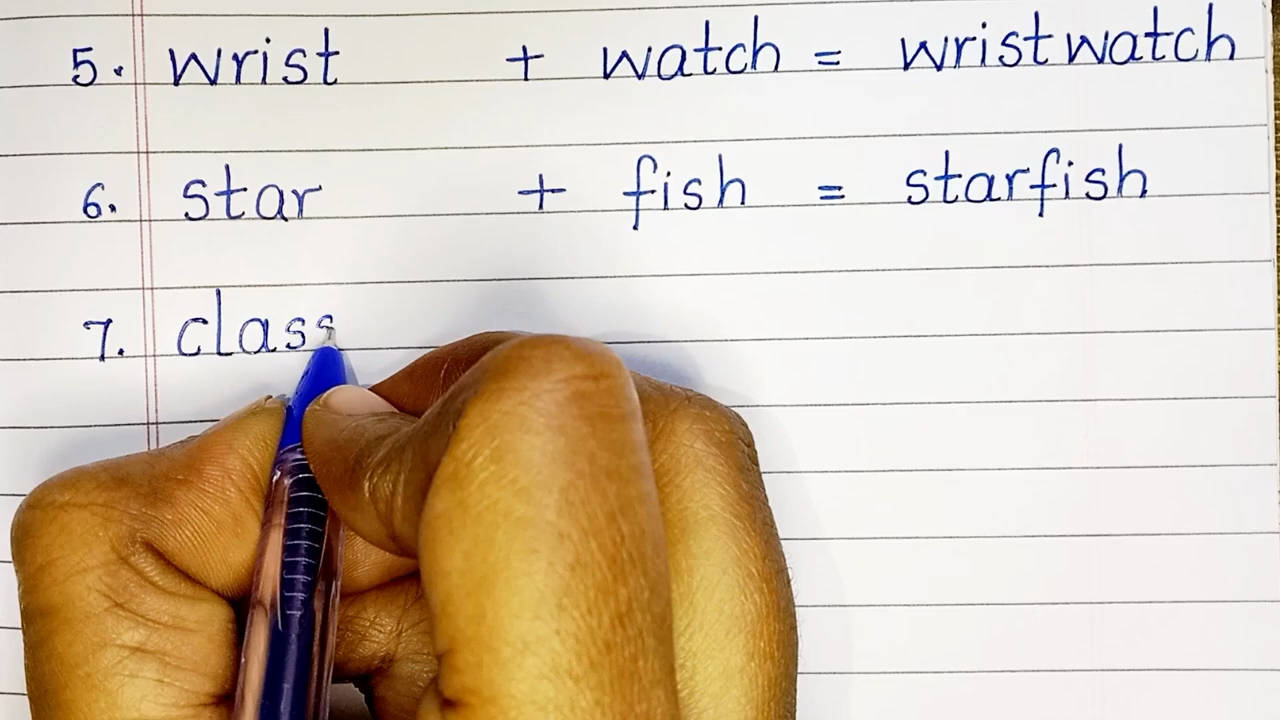 5. wrist + watch = wristwatch
6. star + fish = starfish
7. class